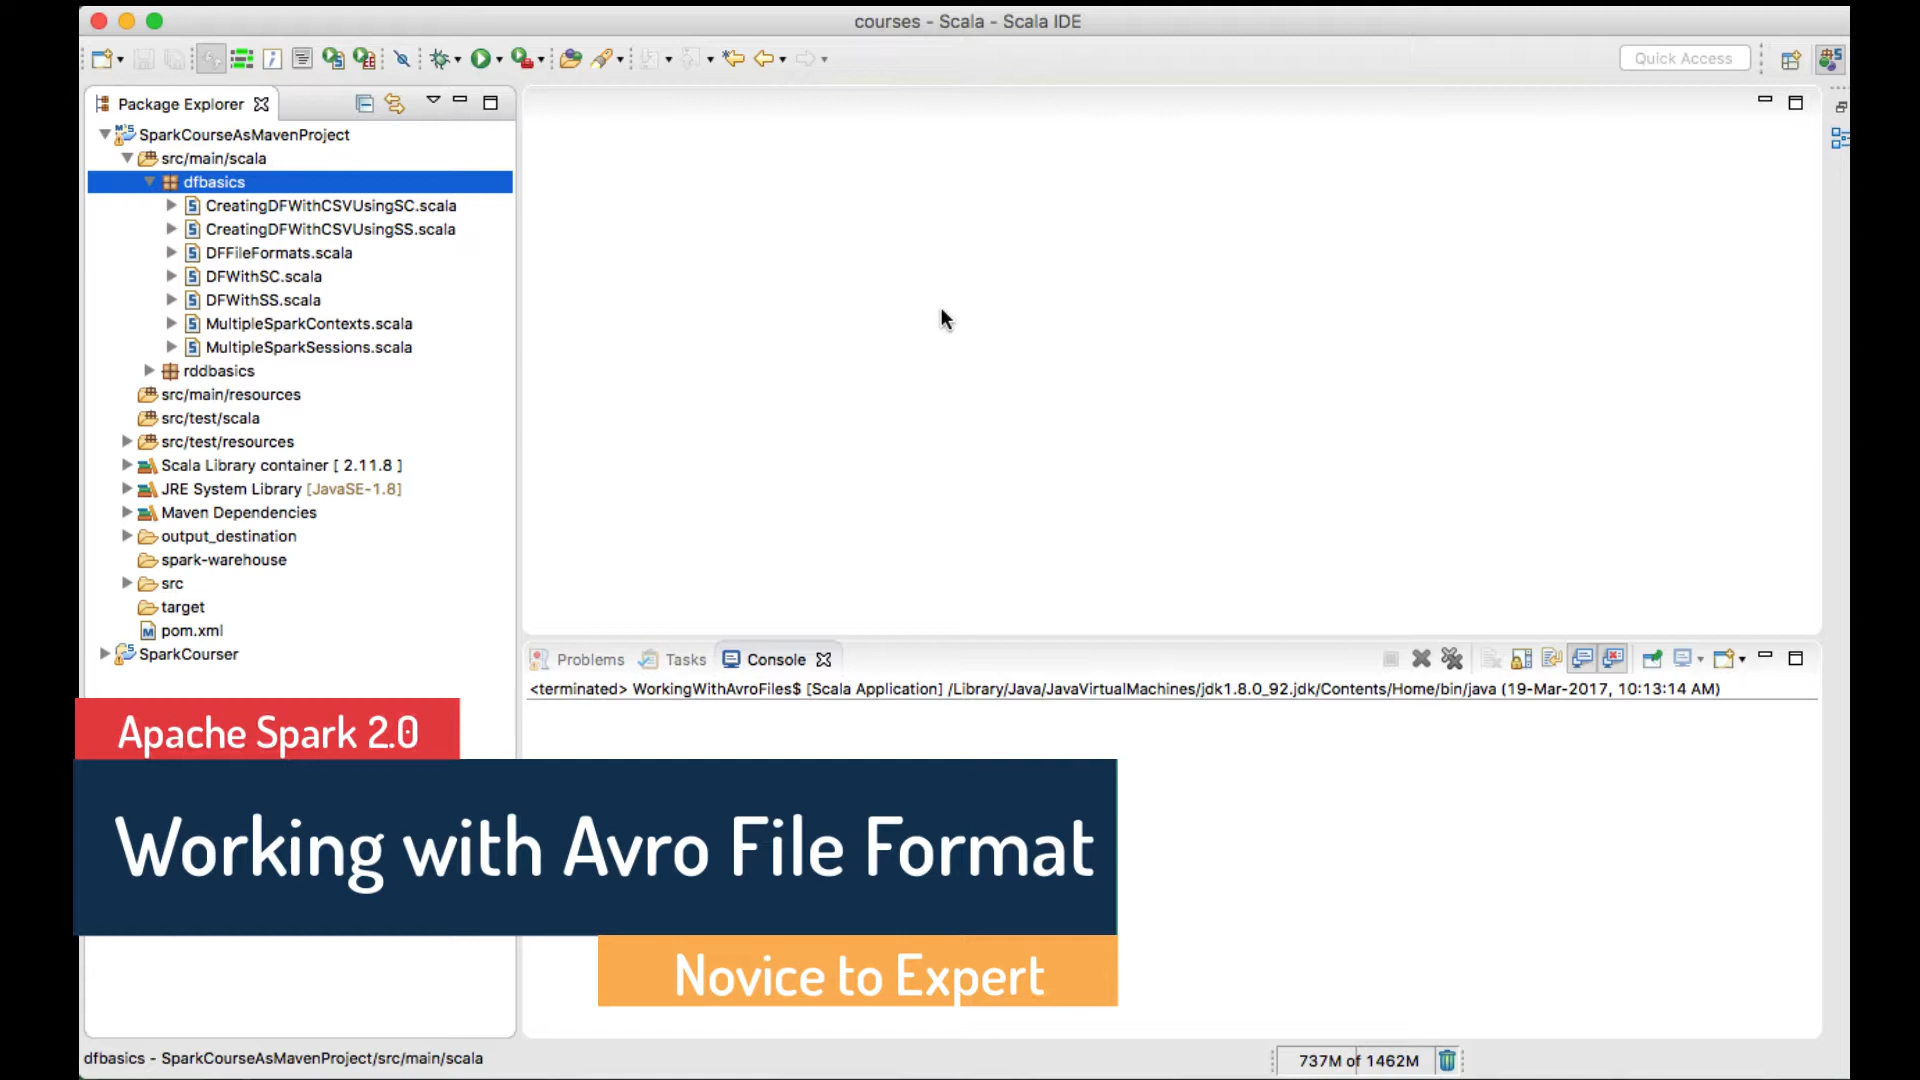 courses - Scala - Scala IDE
Quick Access
Package Explorer
SparkCourseAsMavenProject
src/main/scala
dfbasics
CreatingDFWithCSVUsingSC.scala
CreatingDFWithCSVUsingSS.scala
DFFileFormats.scala
DFWithSC.scala
DFWithSS.scala
MultipleSparkContexts.scala
MultipleSparkSessions.scala
rddbasics
src/main/resources
src/test/scala
src/test/resources
Scala Library container [ 2.11.8 ]
JRE System Library [JavaSE-1.8]
Maven Dependencies
output_destination
spark-warehouse
src
target
pom.xml
SparkCourser
Problems Tasks Console
<terminated> WorkingWithAvroFiles$ [Scala Application] /Library/Java/JavaVirtualMachines/jdk1.8.0_92.jdk/Contents/Home/bin/java (19-Mar-2017, 10:13:14 AM)
Apache Spark 2.0
Working with Avro File Format
Novice to Expert
dfbasics - SparkCourseAsMavenProject/src/main/scala
737M of 1462M